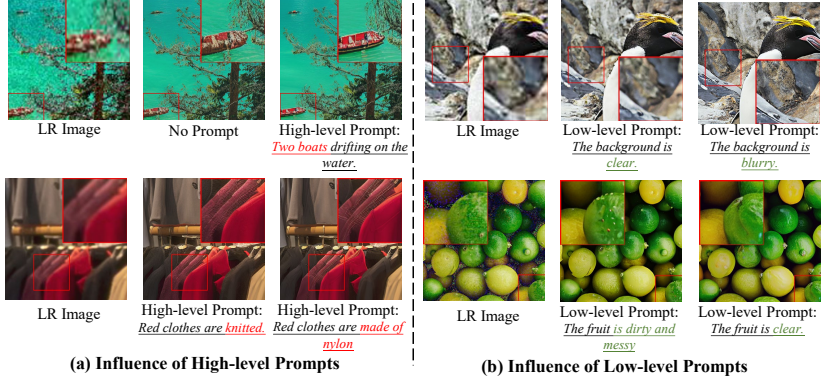 LR Image
No Prompt
High-level Prompt:
Two boats drifting on the
water.
LR Image
High-level Prompt:
Red clothes are knitted.
High-level Prompt:
Red clothes are made of
nylon
(a) Influence of High-level Prompts
LR Image
Low-level Prompt:
The background is
clear.
Low-level Prompt:
The background is
blurry.
LR Image
Low-level Prompt:
The fruit is dirty and
messy
Low-level Prompt:
The fruit is clear.
(b) Influence of Low-level Prompts